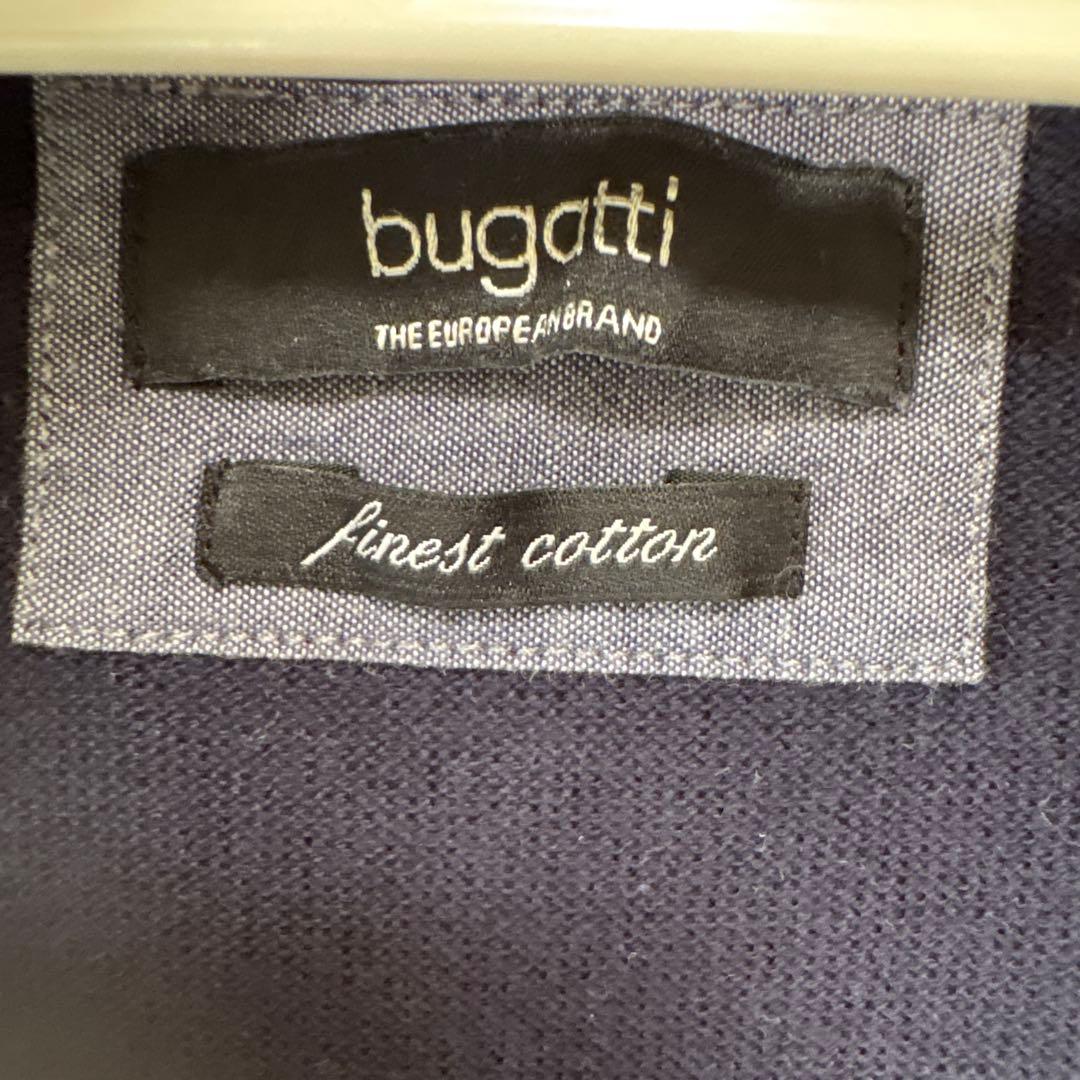 bugatti
THE EUROPEAN BRAND
finest cotton